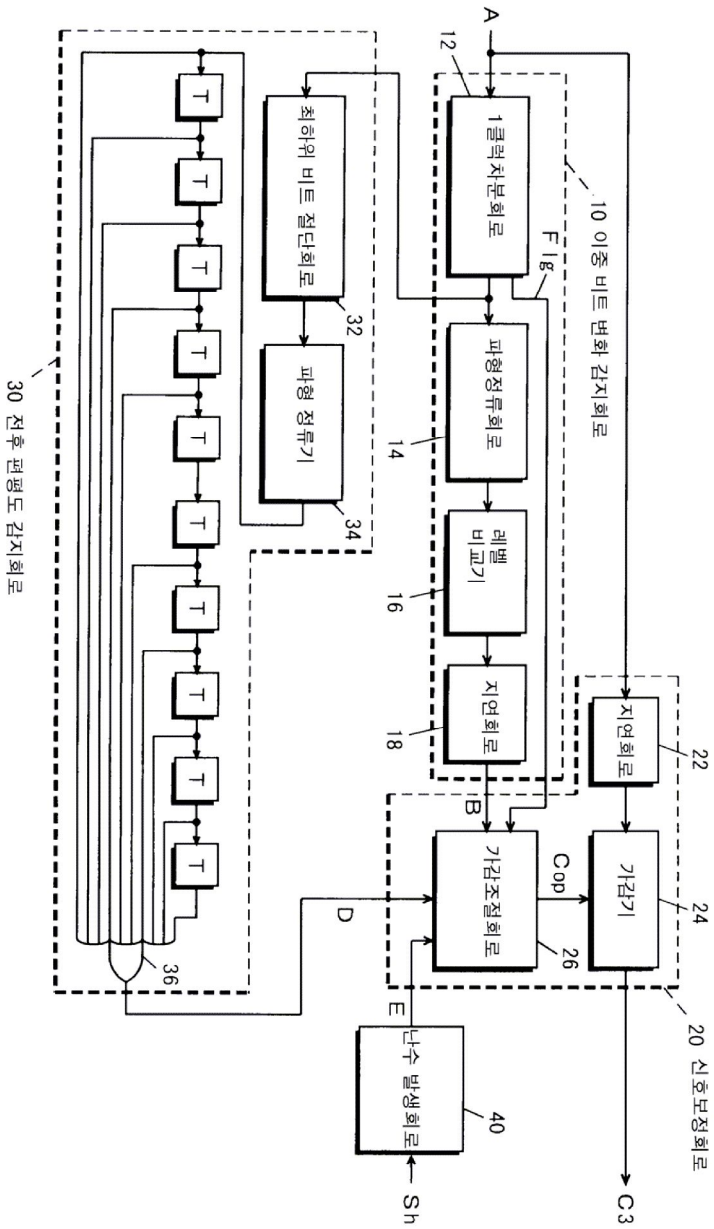 A
12
1클럭차분회로
Flg
10 이중 비트 변화 감지회로
파형정류회로
14
레벨
비교기
16
지연회로
18
B
지연회로
22
가감기
24
C3
20 신호보정회로
Cop
가감조절회로
26
D
E
난수 발생회로
40
Sh
최하위 비트 절단회로
32
파형 정류기
34
T
T
T
T
T
T
T
T
T
T
36
30 전후 편평도 감지회로